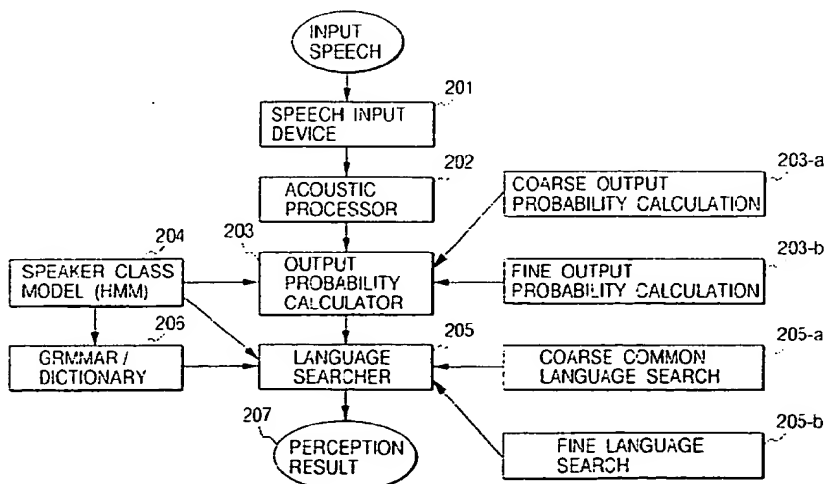 INPUT
SPEECH
201
SPEECH INPUT
DEVICE
202
ACOUSTIC
PROCESSOR
203-a
COARSE OUTPUT
PROBABILITY CALCULATION
204
SPEAKER CLASS
MODEL (HMM)
203
OUTPUT
PROBABILITY
CALCULATOR
203-b
FINE OUTPUT
PROBABILITY CALCULATION
206
GRMMAR /
DICTIONARY
205
LANGUAGE
SEARCHER
205-a
COARSE COMMON
LANGUAGE SEARCH
207
PERCEPTION
RESULT
205-b
FINE LANGUAGE
SEARCH